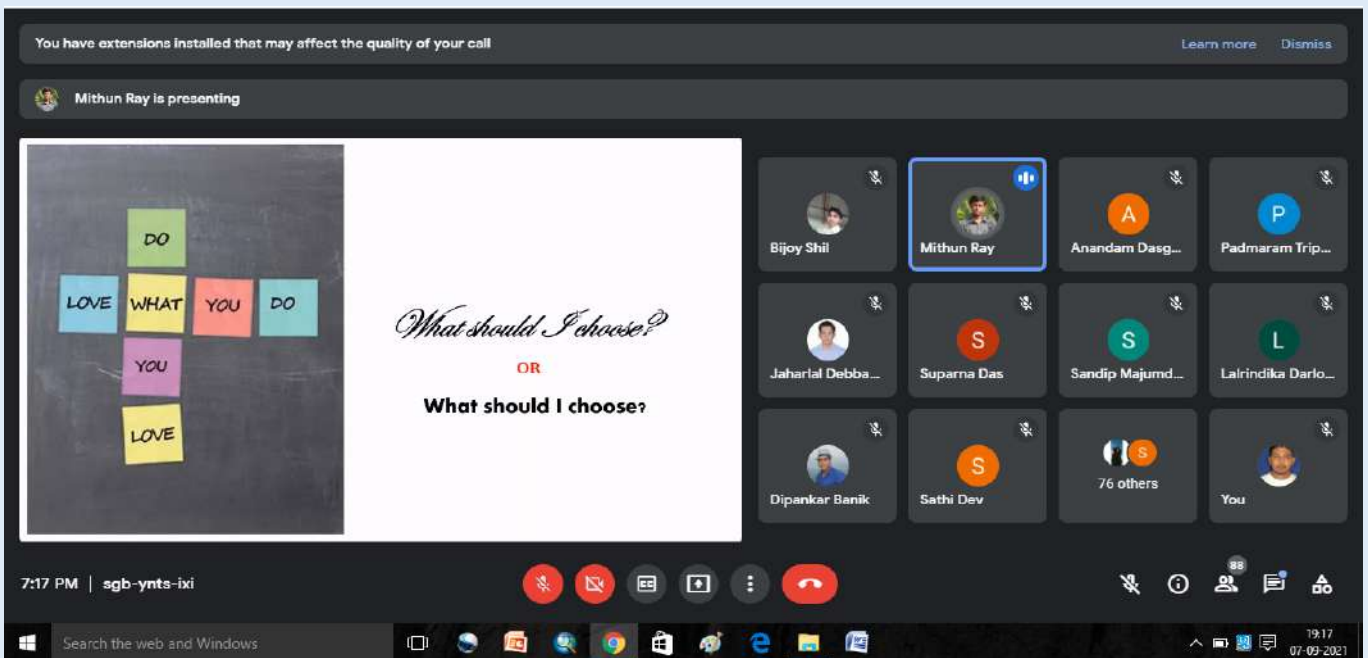 You have extensions installed that may affect the quality of your call
Learn more Dismiss
Mithun Ray is presenting
DO
LOVE WHAT YOU DO
YOU
LOVE
What should I choose?
OR
What should I choose?
Bijoy Shil
Mithun Ray
A
Anandam Dasg...
P
Padmaram Trip...
Jaharlal Debba...
S
Suparna Das
S
Sandip Majumd...
L
Lalrindika Darlo...
Dipankar Banik
S
Sathi Dev
S
76 others
You
7:17 PM | sgb-ynts-ixi
CC
88
Search the web and Windows
19:17
07-09-2021